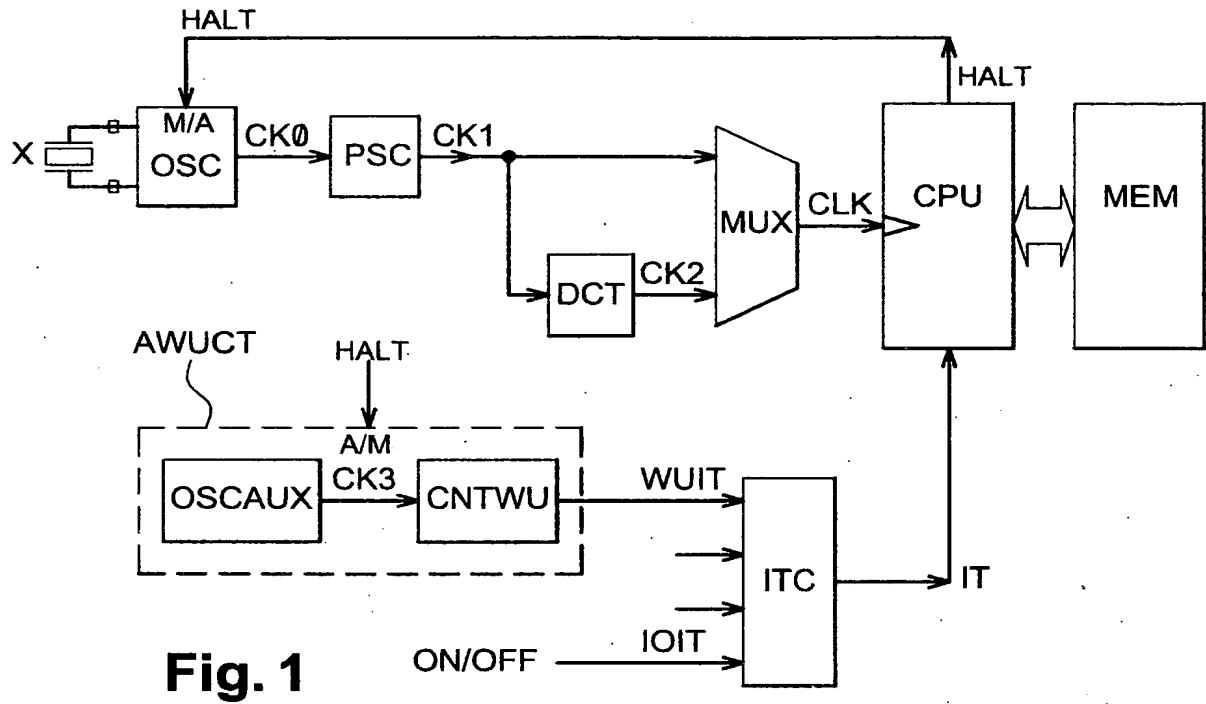 HALT
HALT
M/A
OSC
X
CK0
PSC
CK1
MUX
CLK
CPU
MEM
DCT
CK2
AWUCT
HALT
A/M
OSCAUX
CK3
CNTWU
WUIT
ITC
IT
IOIT
ON/OFF
Fig. 1